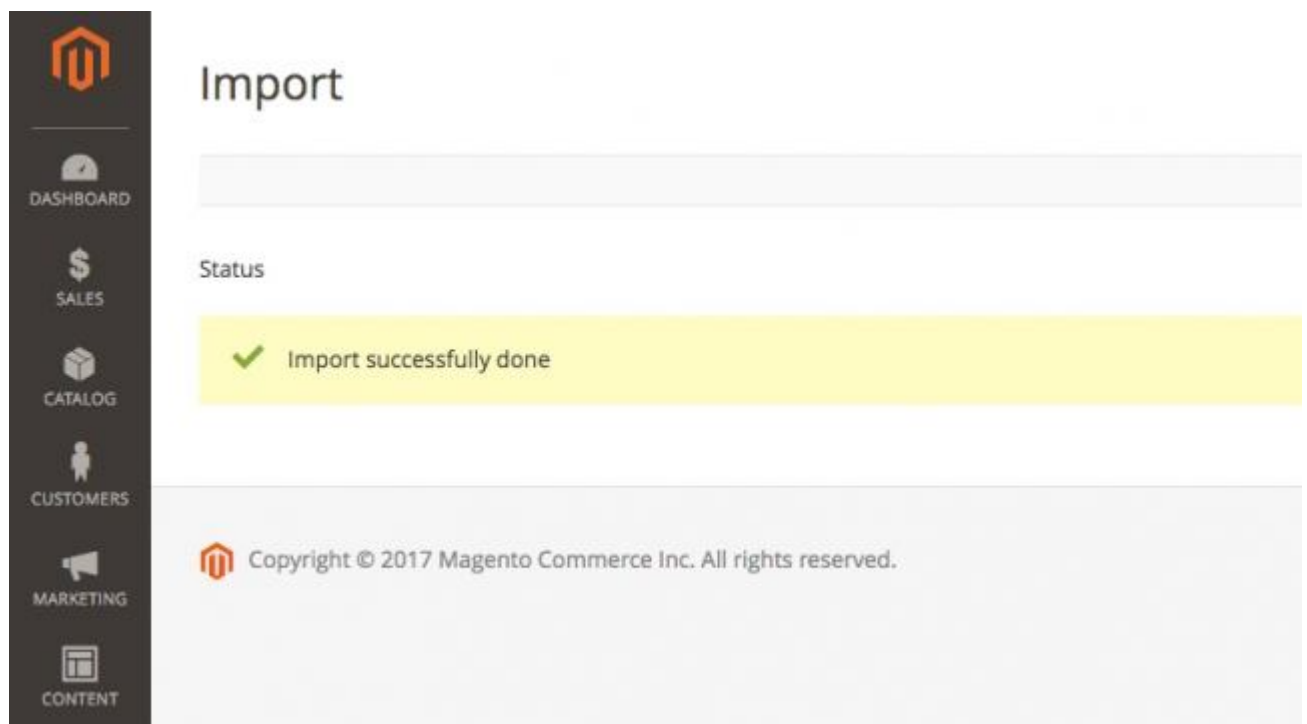 Import
DASHBOARD
SALES
CATALOG
CUSTOMERS
MARKETING
CONTENT
Status
Import successfully done
Copyright © 2017 Magento Commerce Inc. All rights reserved.